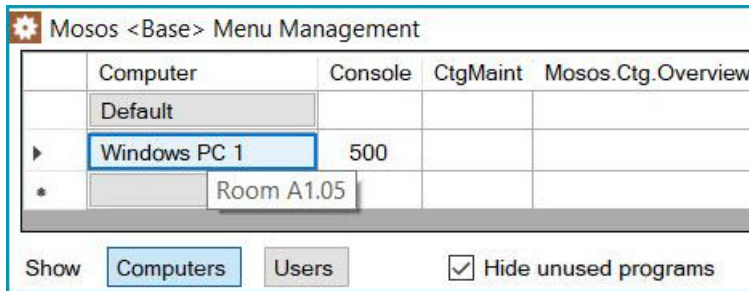 Mosos <Base> Menu Management
Computer Console CtgMaint Mosos.Ctg.Overview
Default
Windows PC 1 500
Room A1.05
Show Computers Users Hide unused programs